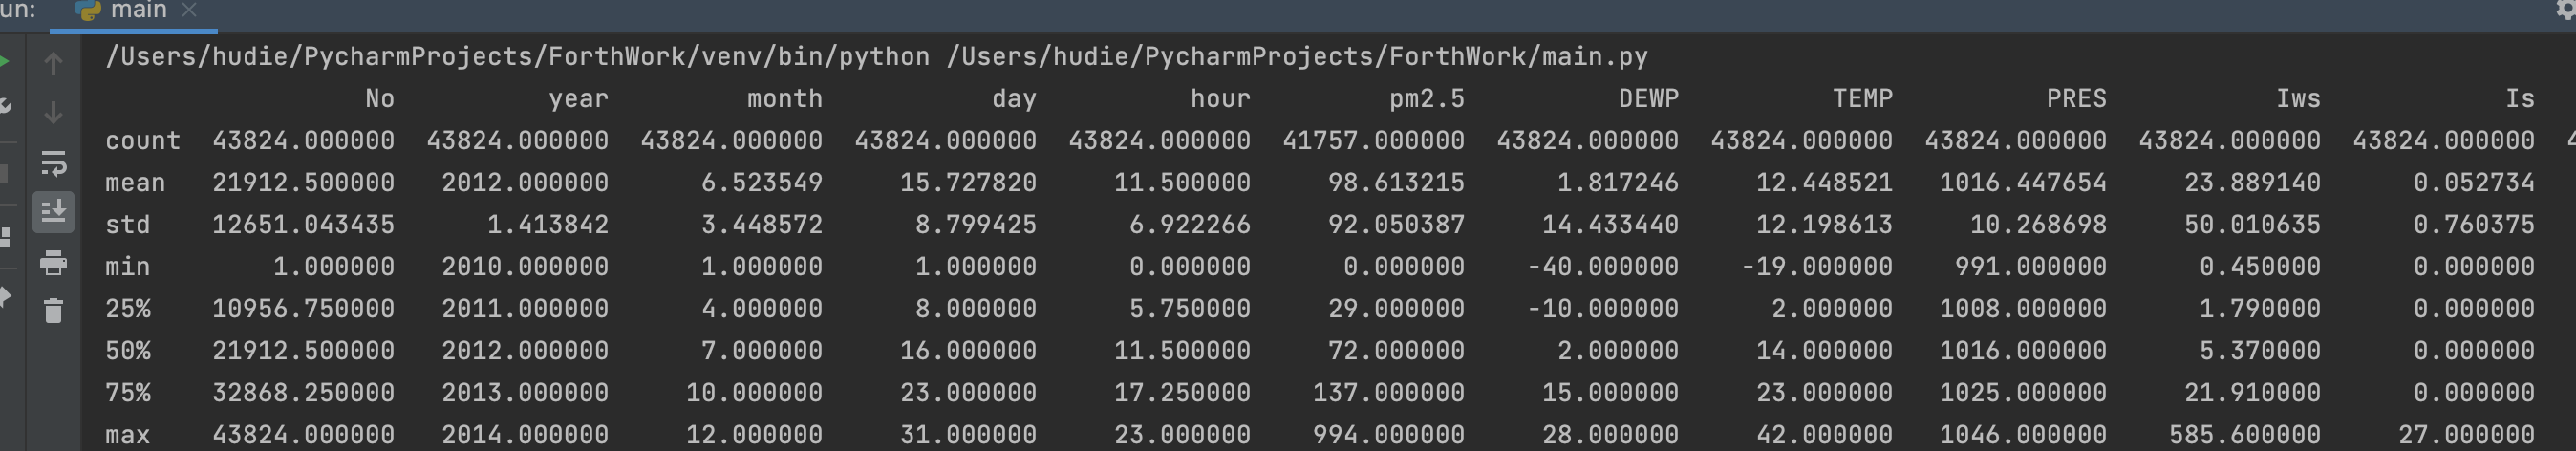 un: main
/Users/hudie/PycharmProjects/ForthWork/venv/bin/python /Users/hudie/PycharmProjects/ForthWork/main.py
No year month day hour pm2.5 DEWP TEMP PRES Iws Is
count 43824.000000 43824.000000 43824.000000 43824.000000 43824.000000 41757.000000 43824.000000 43824.000000 43824.000000 43824.000000 43824.000000 4
mean 21912.500000 2012.000000 6.523549 15.727820 11.500000 98.613215 1.817246 12.448521 1016.447654 23.889140 0.052734
std 12651.043435 1.413842 3.448572 8.799425 6.922266 92.050387 14.433440 12.198613 10.268698 50.010635 0.760375
min 1.000000 2010.000000 1.000000 1.000000 0.000000 0.000000 -40.000000 -19.000000 991.000000 0.450000 0.000000
25% 10956.750000 2011.000000 4.000000 8.000000 5.750000 29.000000 -10.000000 2.000000 1008.000000 1.790000 0.000000
50% 21912.500000 2012.000000 7.000000 16.000000 11.500000 72.000000 2.000000 14.000000 1016.000000 5.370000 0.000000
75% 32868.250000 2013.000000 10.000000 23.000000 17.250000 137.000000 15.000000 23.000000 1025.000000 21.910000 0.000000
max 43824.000000 2014.000000 12.000000 31.000000 23.000000 994.000000 28.000000 42.000000 1046.000000 585.600000 27.000000